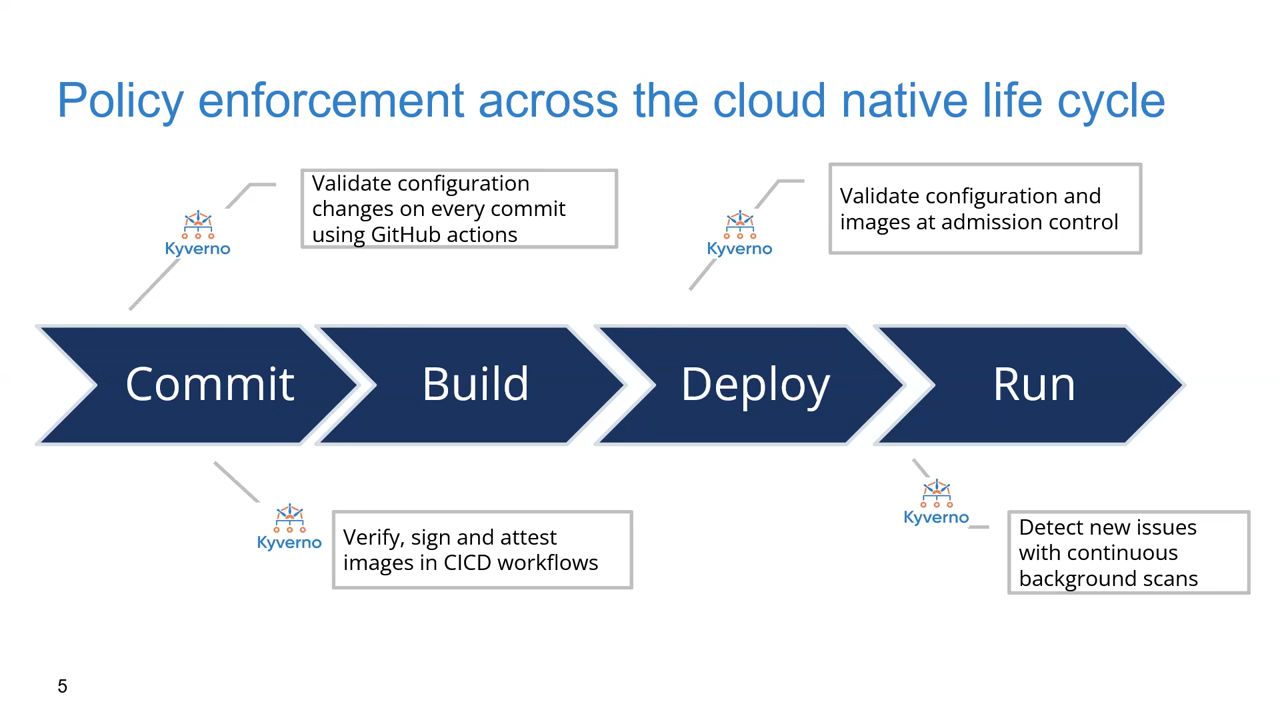 Policy enforcement across the cloud native life cycle
Validate configuration
changes on every commit
using GitHub actions
Kyverno
Validate configuration and
images at admission control
Kyverno
Commit
Build
Deploy
Run
Kyverno
Verify, sign and attest
images in CICD workflows
Kyverno
Detect new issues
with continuous
background scans
5